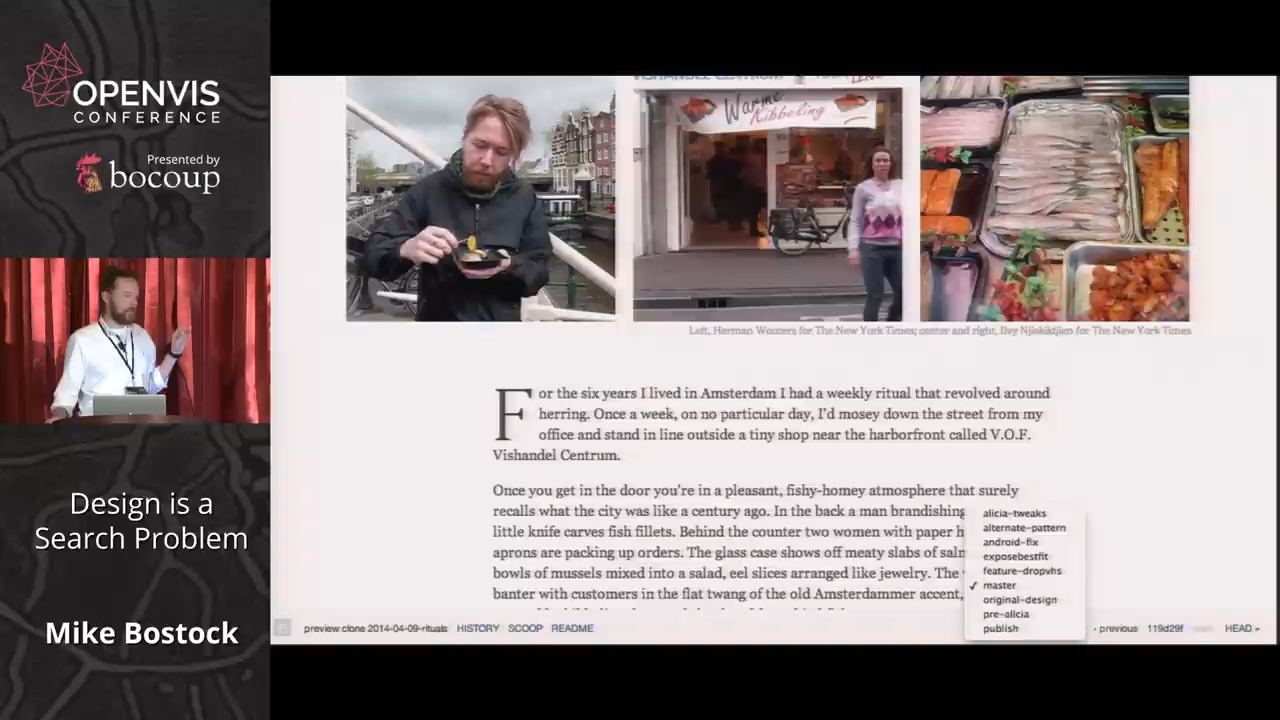 OPENVIS
CONFERENCE
Presented by
bocoup
Design is a
Search Problem
Mike Bostock
Warme
Kibbeling
Left, Herman Wouters for The New York Times; center and right, Ilvy Njiokiktjien for The New York Times
For the six years I lived in Amsterdam I had a weekly ritual that revolved around
herring. Once a week, on no particular day, I'd mosey down the street from my
office and stand in line outside a tiny shop near the harborfront called V.O.F.
Vishandel Centrum.
Once you get in the door you're in a pleasant, fishy-homey atmosphere that surely
recalls what the city was like a century ago. In the back a man brandishing
little knife carves fish fillets. Behind the counter two women with paper h
aprons are packing up orders. The glass case shows off meaty slabs of saln
bowls of mussels mixed into a salad, eel slices arranged like jewelry. The
banter with customers in the flat twang of the old Amsterdammer accent,
alicia-tweaks
alternate-pattern
android-fix
exposebestfit
feature-dropvhs
✓ master
original-design
pre-alicia
publish
preview clone 2014-04-09-rituals HISTORY SCOOP README
previous 119d29f HEAD